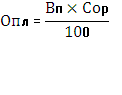 Опл = Вп × Сор / 100